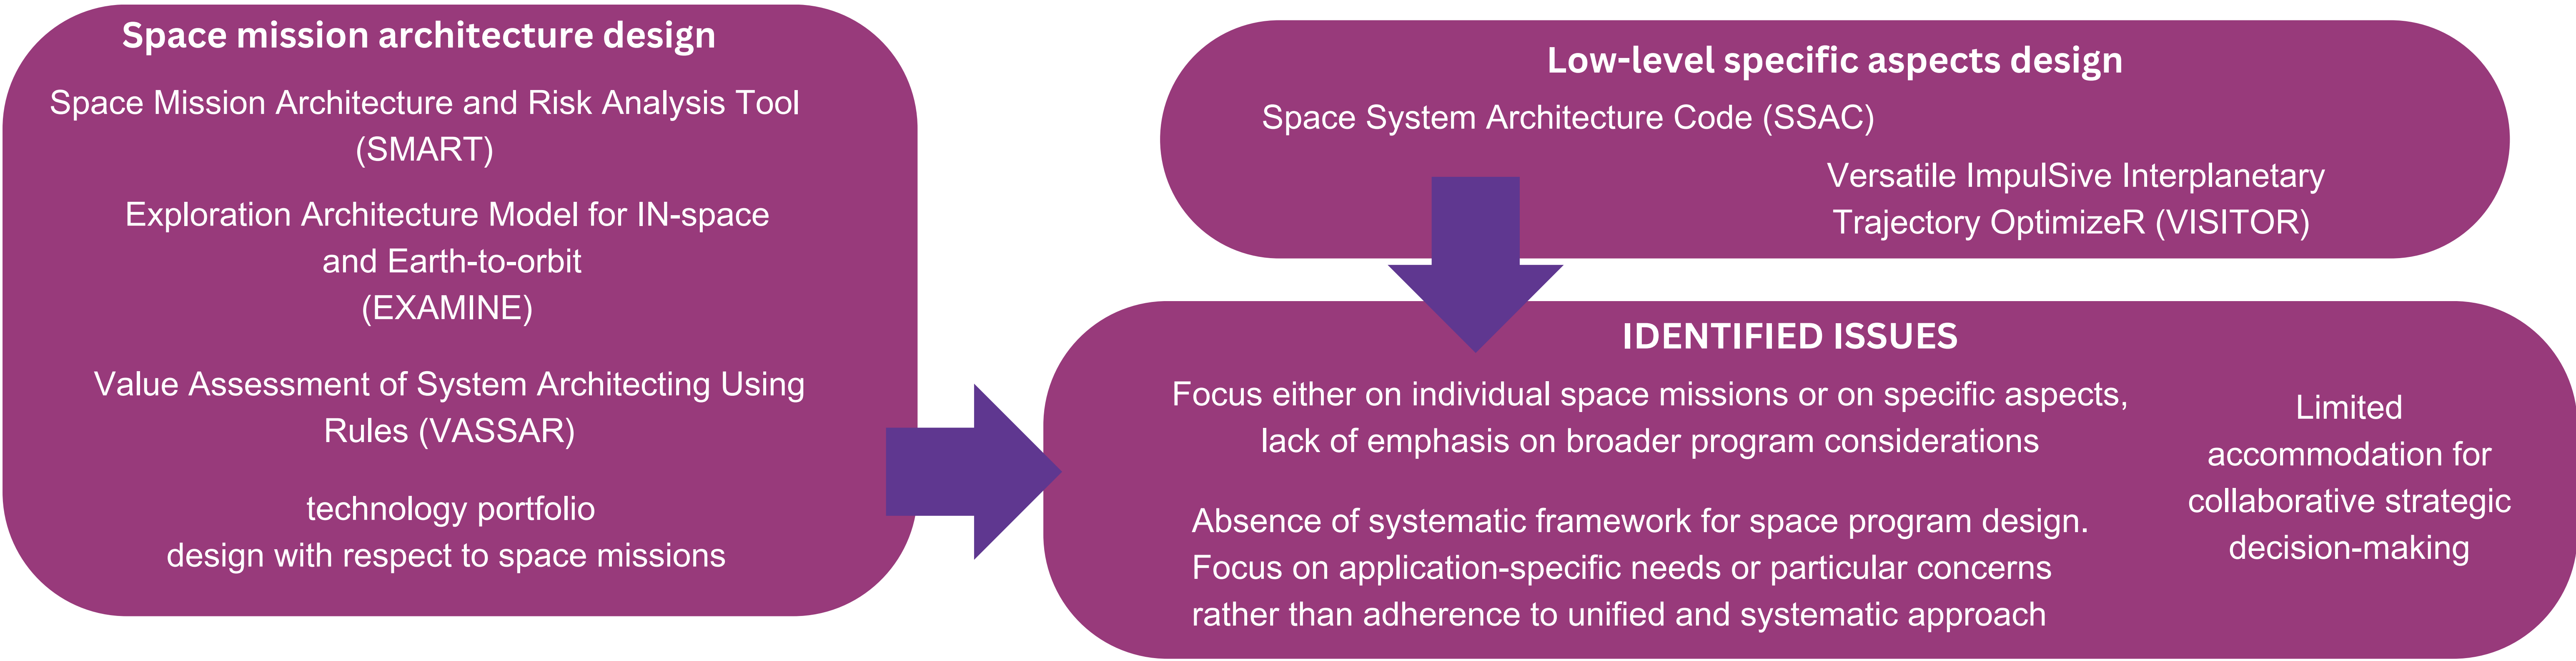 Space mission architecture design
Space Mission Architecture and Risk Analysis Tool
(SMART)
Exploration Architecture Model for IN-space
and Earth-to-orbit
(EXAMINE)
Value Assessment of System Architecting Using
Rules (VASSAR)
technology portfolio
design with respect to space missions
Low-level specific aspects design
Space System Architecture Code (SSAC)
Versatile ImpulSive Interplanetary
Trajectory OptimizeR (VISITOR)
IDENTIFIED ISSUES
Focus either on individual space missions or on specific aspects,
lack of emphasis on broader program considerations
Absence of systematic framework for space program design.
Focus on application-specific needs or particular concerns
rather than adherence to unified and systematic approach
Limited
accommodation for
collaborative strategic
decision-making